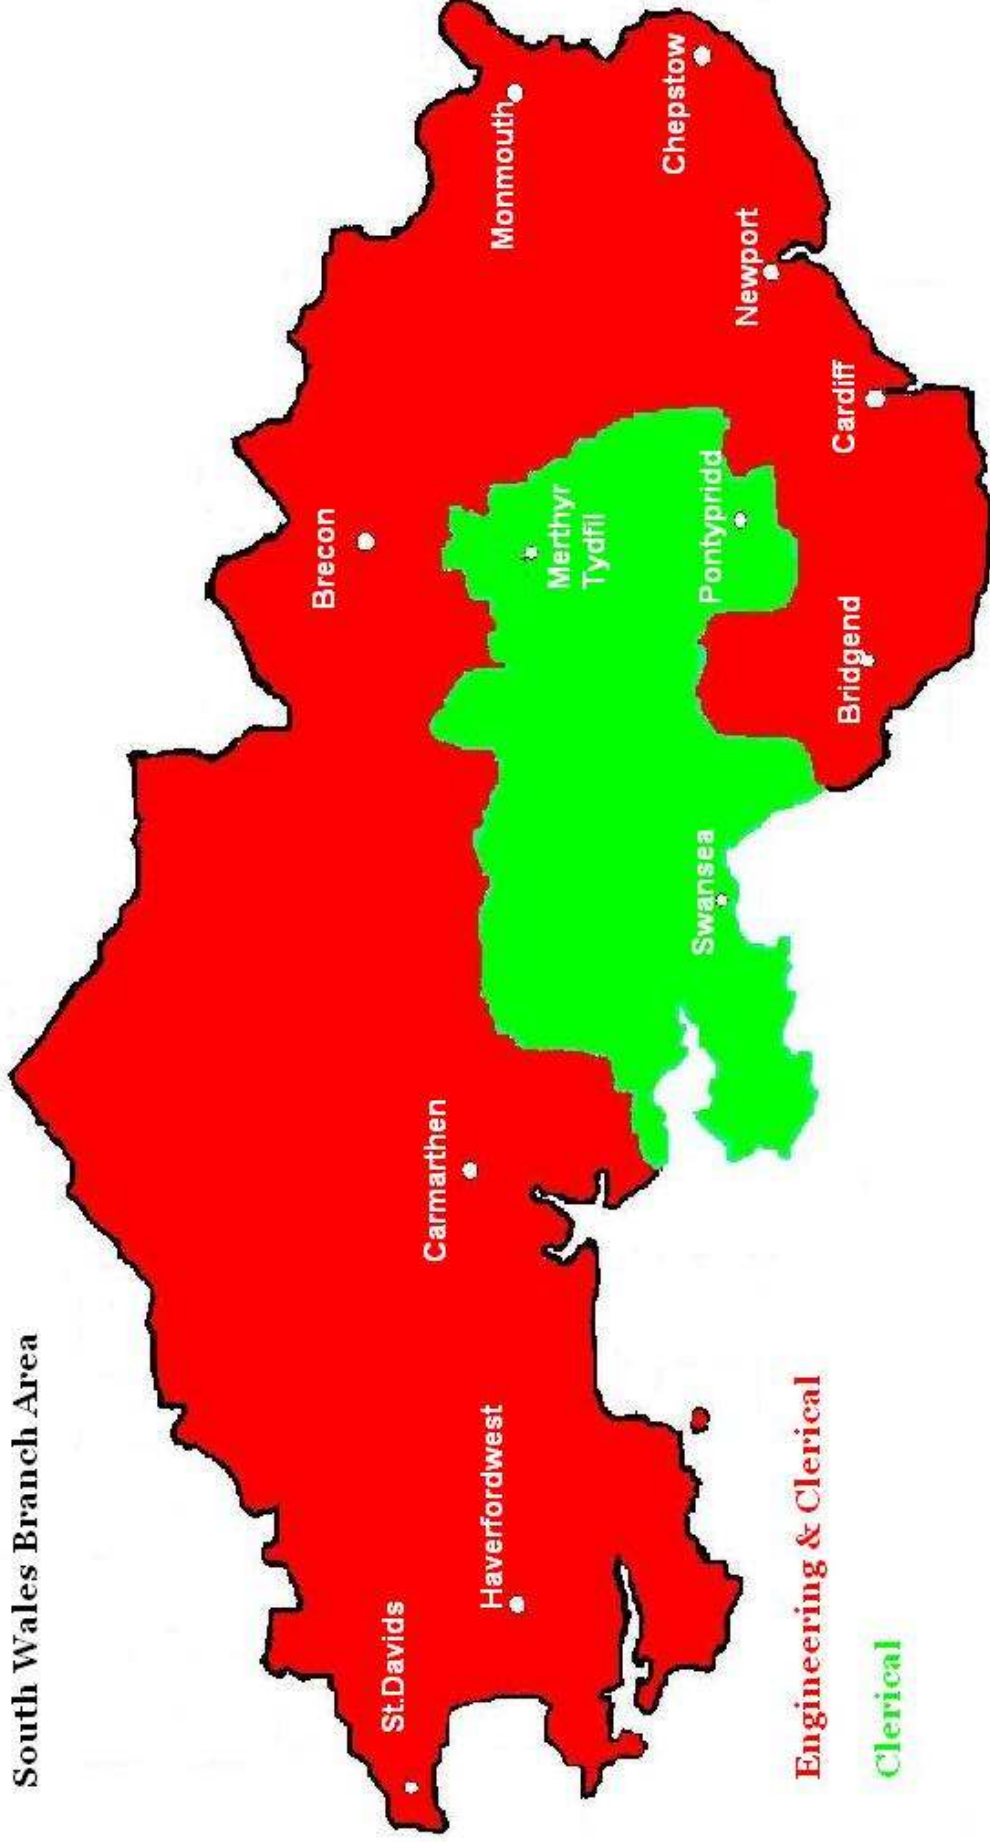 South Wales Branch Area
St.Davids
Haverfordwest
Carmarthen
Brecon
Monmouth
Merthyr
Tydfil
Swansea
Pontypridd
Chepstow
Newport
Bridgend
Cardiff
Engineering & Clerical
Clerical